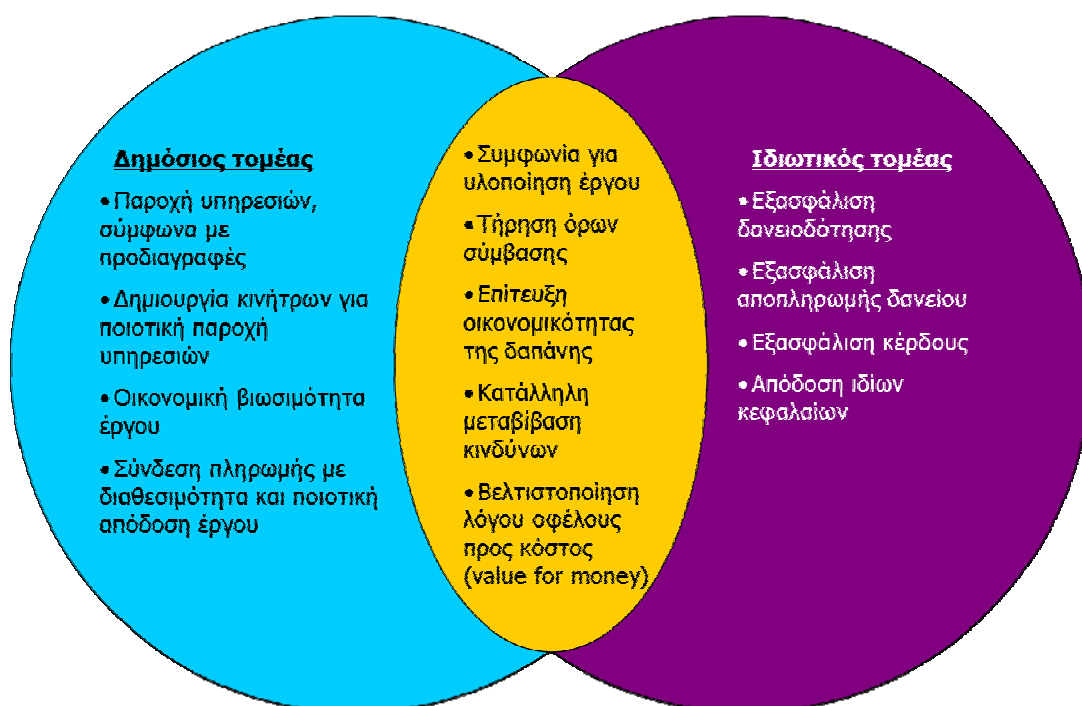 Δημόσιος τομέας
•Παροχή υπηρεσιών,
σύμφωνα με
προδιαγραφές
•Δημιουργία κινήτρων για
ποιοτική παροχή
υπηρεσιών
•Οικονομική βιωσιμότητα
έργου
•Σύνδεση πληρωμής με
διαθεσιμότητα και ποιοτική
απόδοση έργου
•Συμφωνία για
υλοποίηση έργου
•Τήρηση όρων
σύμβασης
•Επίτευξη
οικονομικότητας
της δαπάνης
•Κατάλληλη
μεταβίβαση
κινδύνων
•Βελτιστοποίηση
λόγου οφέλους
προς κόστος
(value for money)
Ιδιωτικός τομέας
•Εξασφάλιση
δανειοδότησης
•Εξασφάλιση
αποπληρωμής δανείου
•Εξασφάλιση κέρδους
•Απόδοση ιδίων
κεφαλαίων